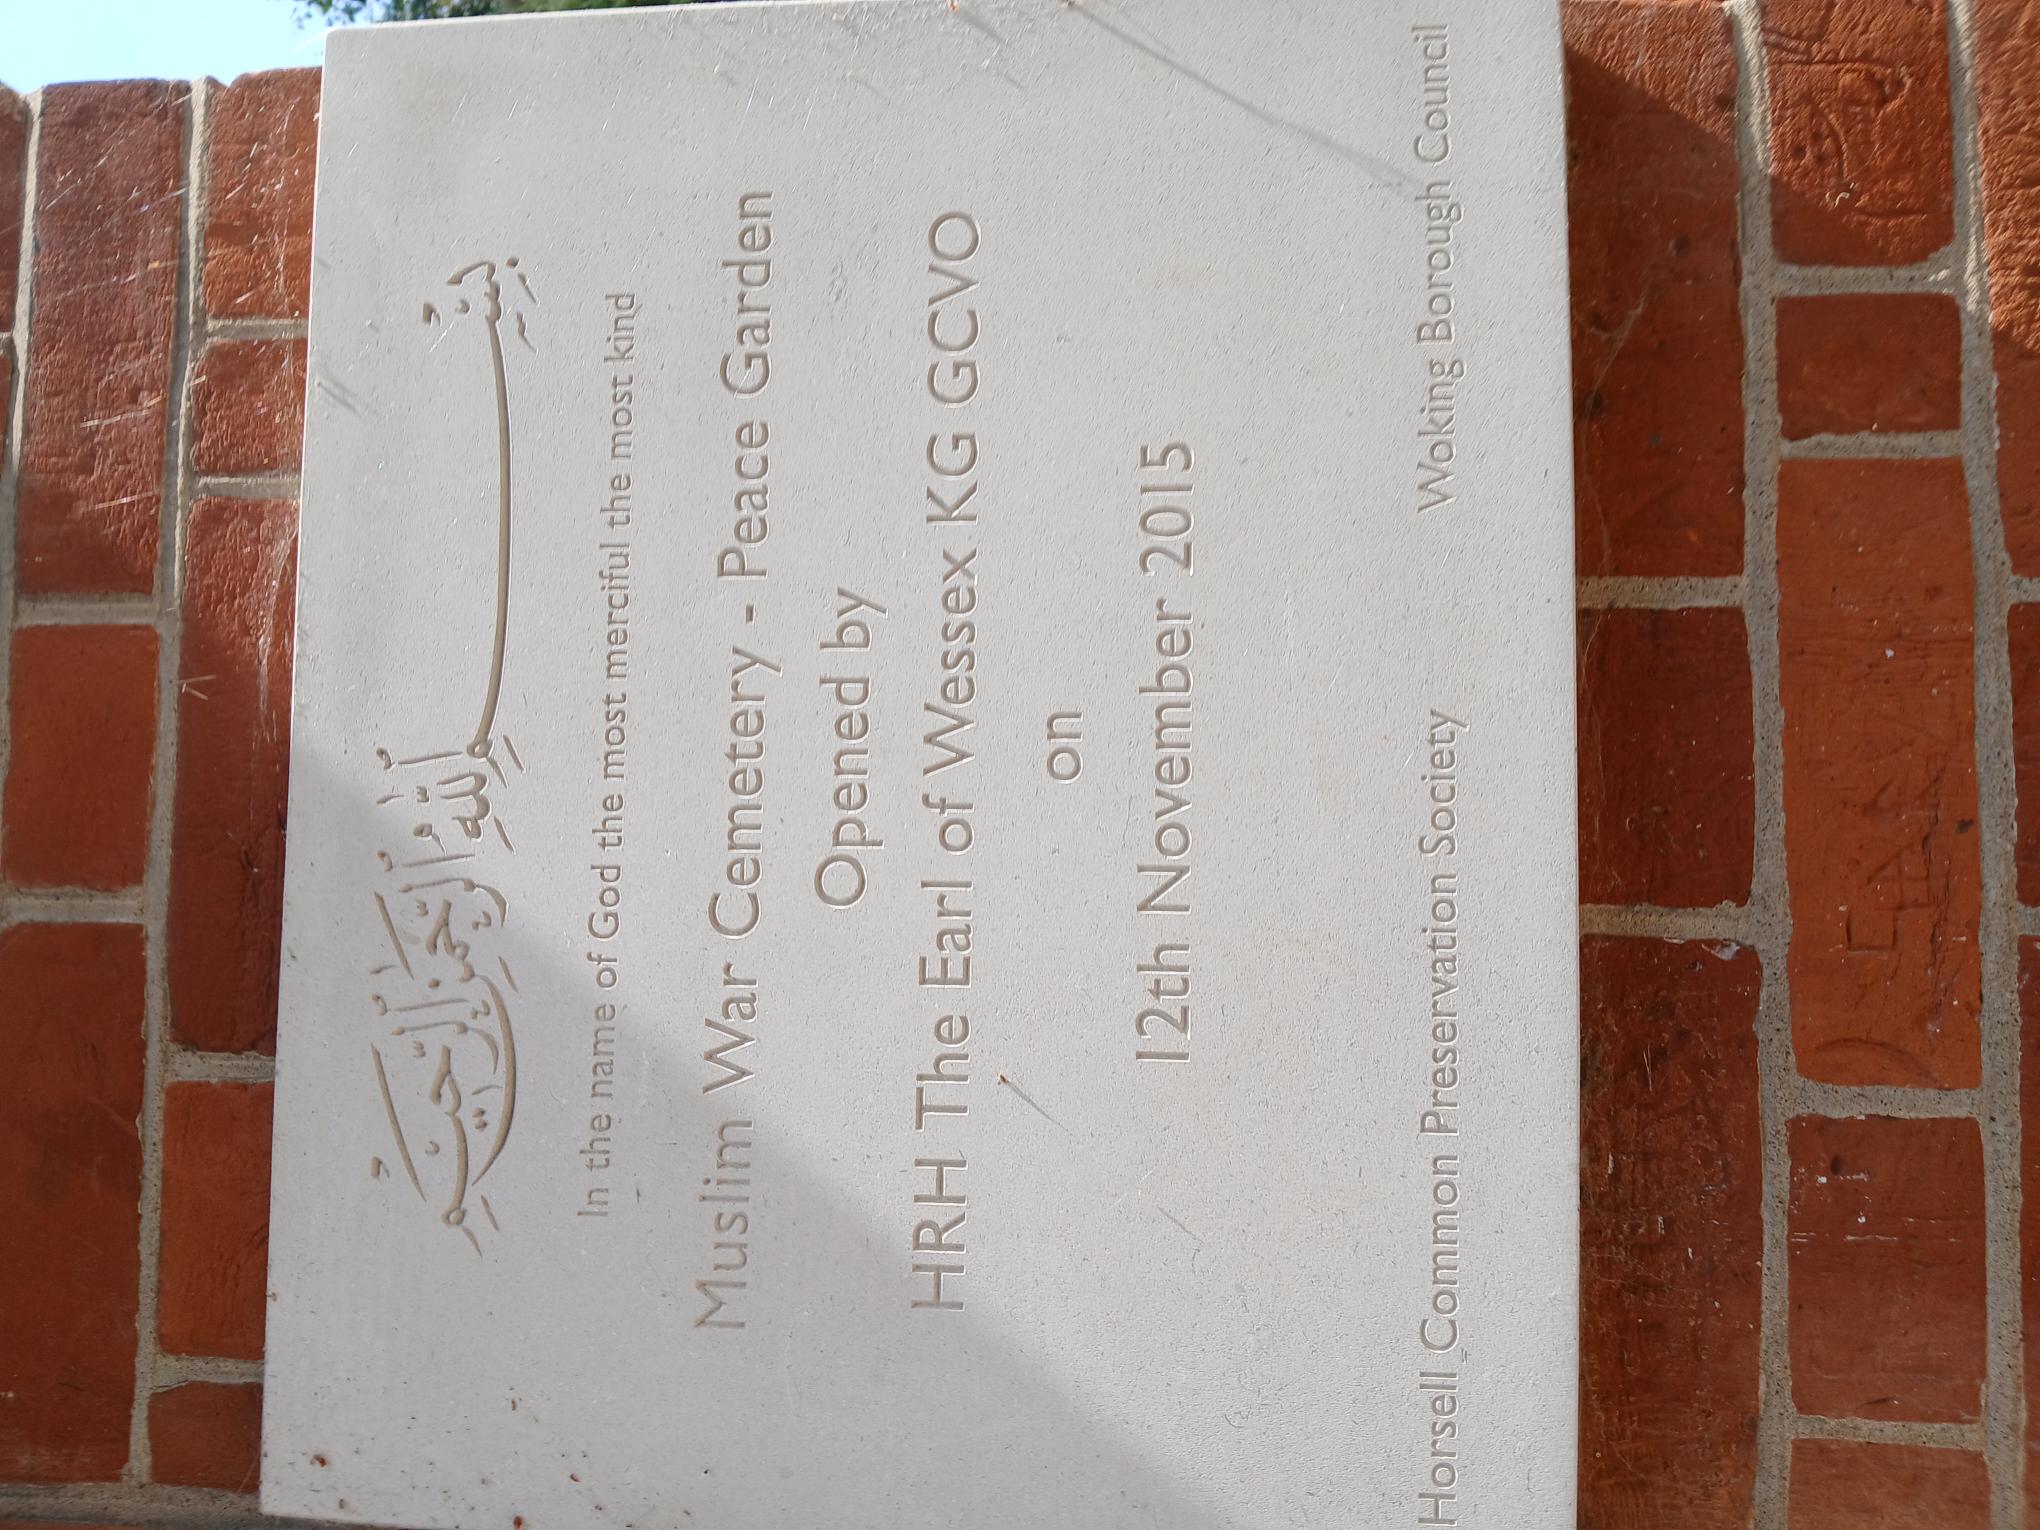 بِسْمِ ٱللَّهِ ٱلرَّحْمَٰنِ ٱلرَّحِيمِ
In the name of God the most merciful the most kind
Muslim War Cemetery - Peace Garden
Opened by
HRH The Earl of Wessex KG GCVO
on
12th November 2015
Horsell Common Preservation Society Woking Borough Council